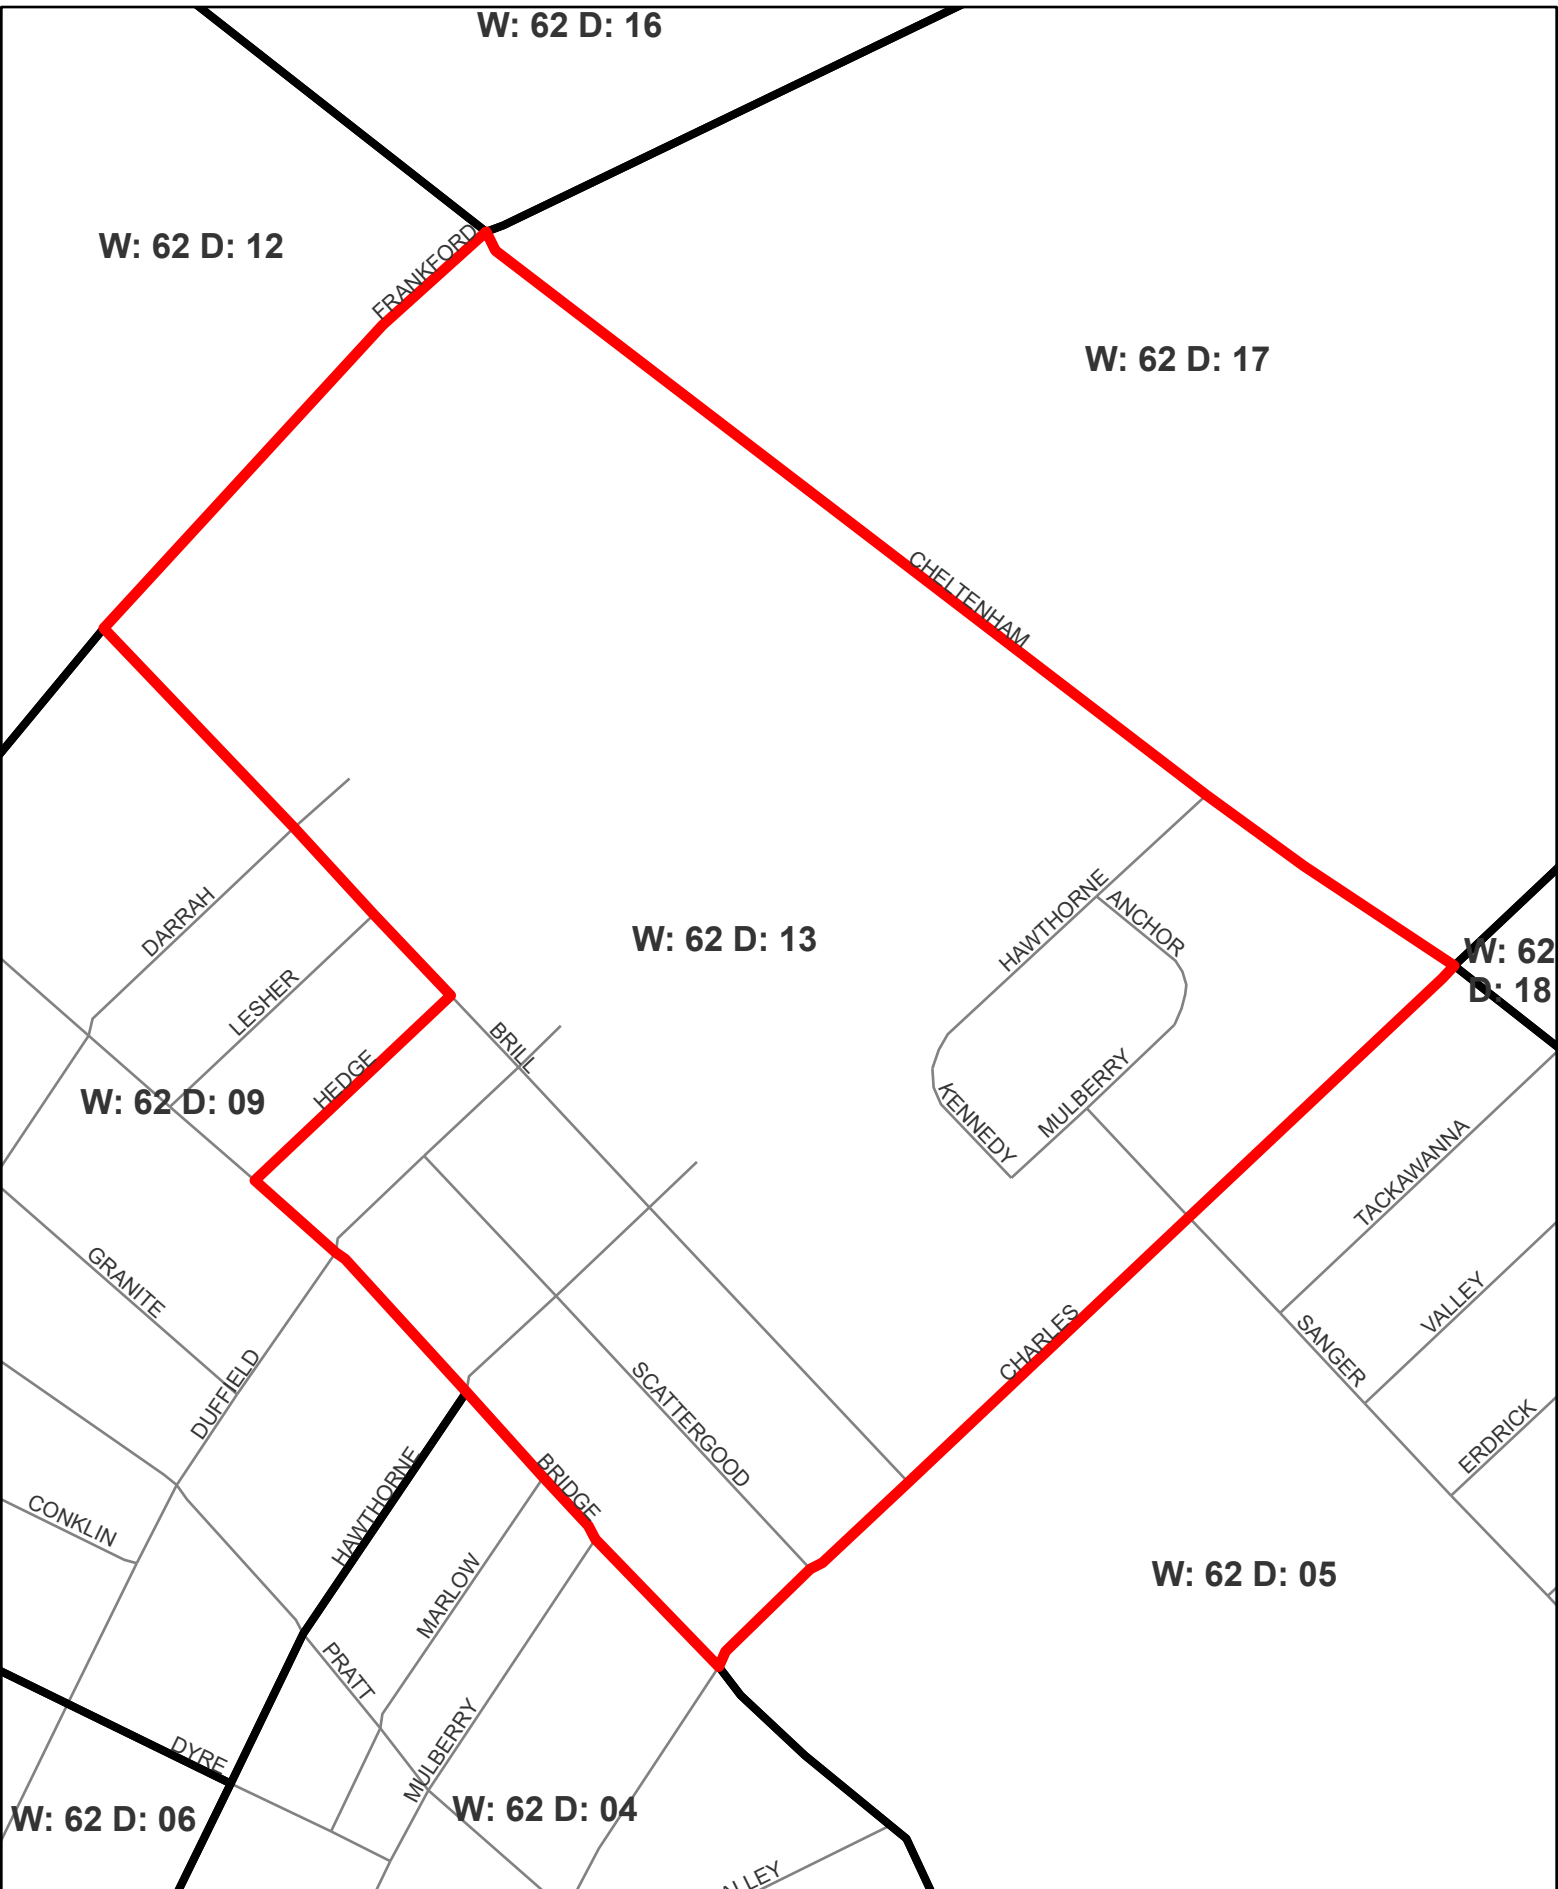 W: 62 D: 16
W: 62 D: 12
FRANKFORD
W: 62 D: 17
CHELTENHAM
HAWTHORNE
ANCHOR
DARRAH
W: 62 D: 13
W: 62
D: 18
LESHER
BRILL
HEDGE
W: 62 D: 09
KENNEDY
MULBERRY
TACKAWANNA
GRANITE
VALLEY
CHARLES
SANGER
DUFFIELD
SCATTERGOOD
ERDRICK
HAWTHORNE
BRIDGE
CONKLIN
W: 62 D: 05
MARLOW
PRATT
MULBERRY
DYRE
W: 62 D: 06
W: 62 D: 04
ALLEY